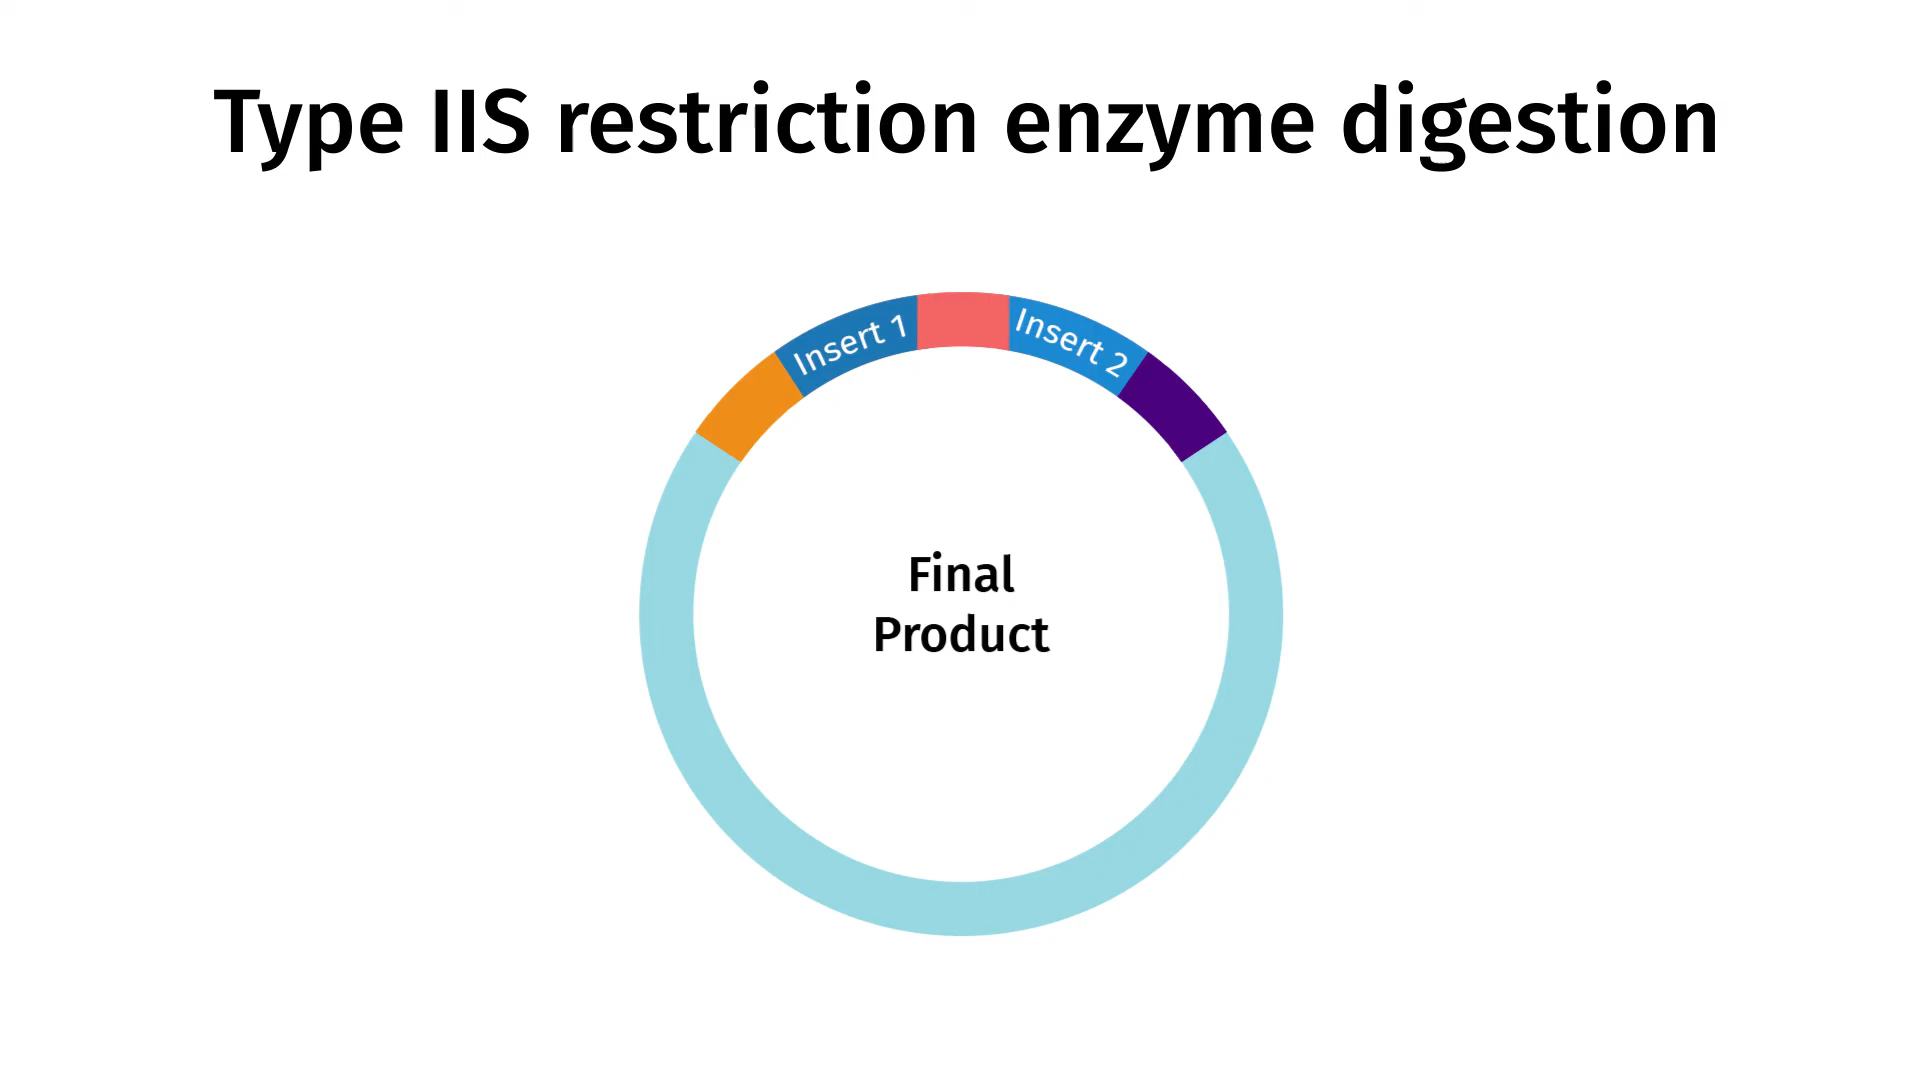 Type IIS restriction enzyme digestion
Insert 1
Insert 2
Final
Product